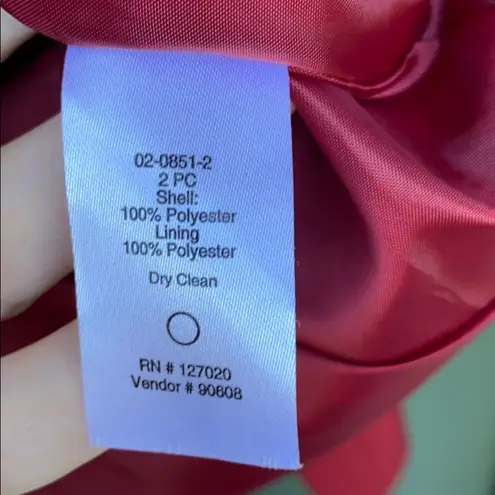 02-0851-2
2 PC
Shell:
100% Polyester
Lining
100% Polyester
Dry Clean
RN # 127020
Vendor # 90608